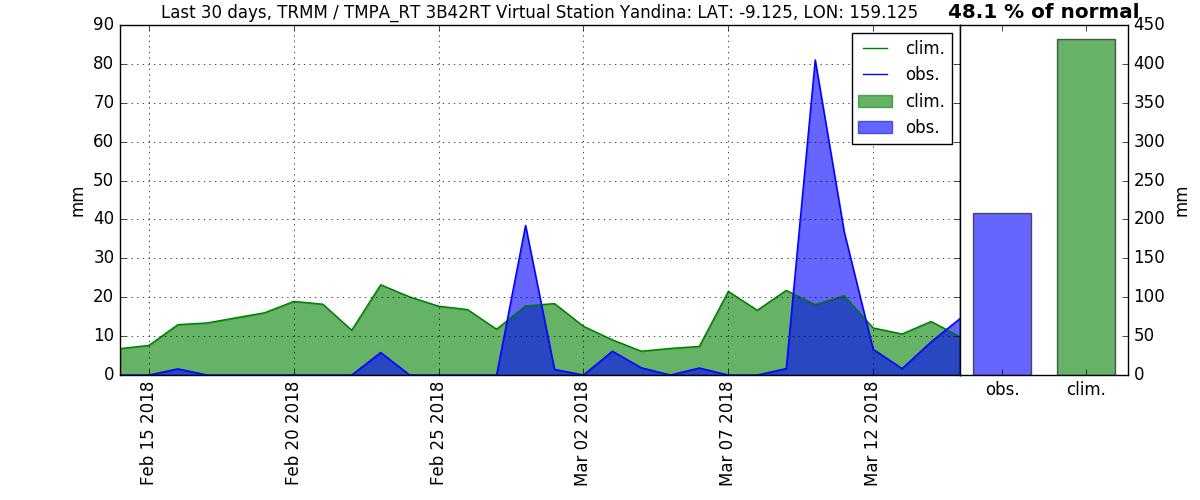 Last 30 days, TRMM / TMPA_RT 3B42RT Virtual Station Yandina: LAT: -9.125, LON: 159.125
48.1 % of normal
90
80
70
60
50
40
30
20
10
0
mm
clim.
obs.
clim.
obs.
Feb 15 2018
Feb 20 2018
Feb 25 2018
Mar 02 2018
Mar 07 2018
Mar 12 2018
450
400
350
300
250
200
150
100
50
0
mm
obs.
clim.